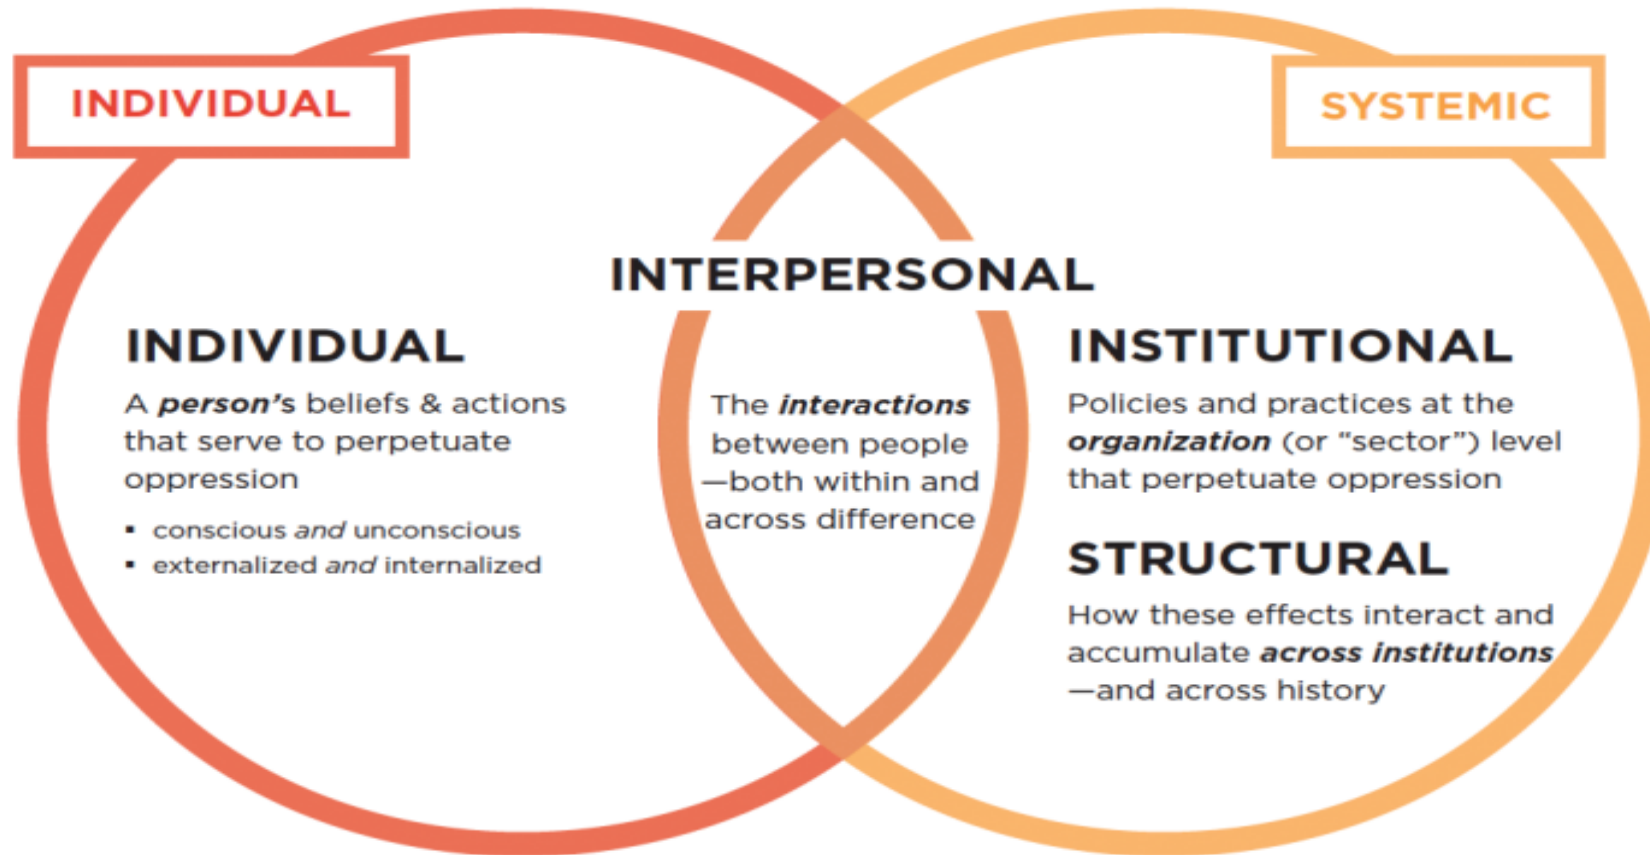 INDIVIDUAL
SYSTEMIC
INTERPERSONAL
INDIVIDUAL
A person's beliefs & actions
that serve to perpetuate
oppression
▪ conscious and unconscious
▪ externalized and internalized
The interactions
between people
—both within and
across difference
INSTITUTIONAL
Policies and practices at the
organization (or “sector”) level
that perpetuate oppression
STRUCTURAL
How these effects interact and
accumulate across institutions
—and across history